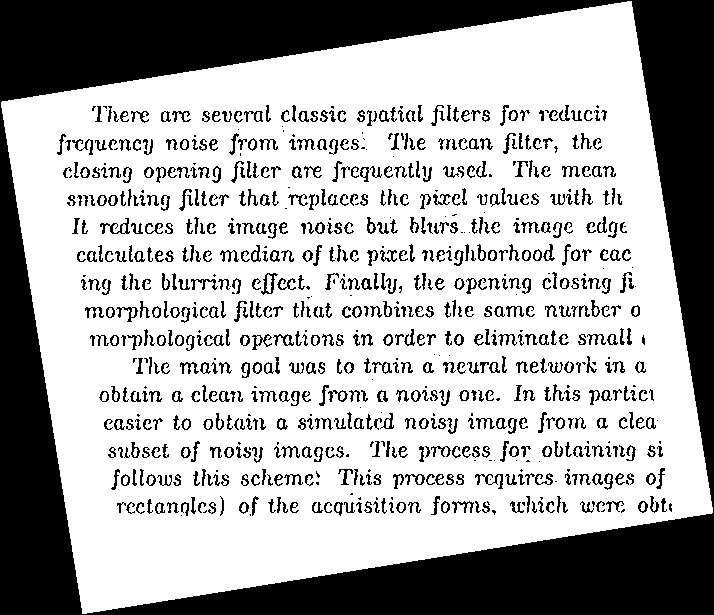 There are several classic spatial filters for reducin
frequency noise from images. The mean filter, the
closing opening filter are frequently used. The mean
smoothing filter that replaces the pixel values with th
It reduces the image noise but blurs the image edge
calculates the median of the pixel neighborhood for eac
ing the blurring effect. Finally, the opening closing fi
morphological filter that combines the same number o
morphological operations in order to eliminate small
The main goal was to train a neural network in a
obtain a clean image from a noisy one. In this particu
easier to obtain a simulated noisy image from a clea
subset of noisy images. The process for obtaining si
follows this scheme: This process requires images of
rectangles) of the acquisition forms, which were obt